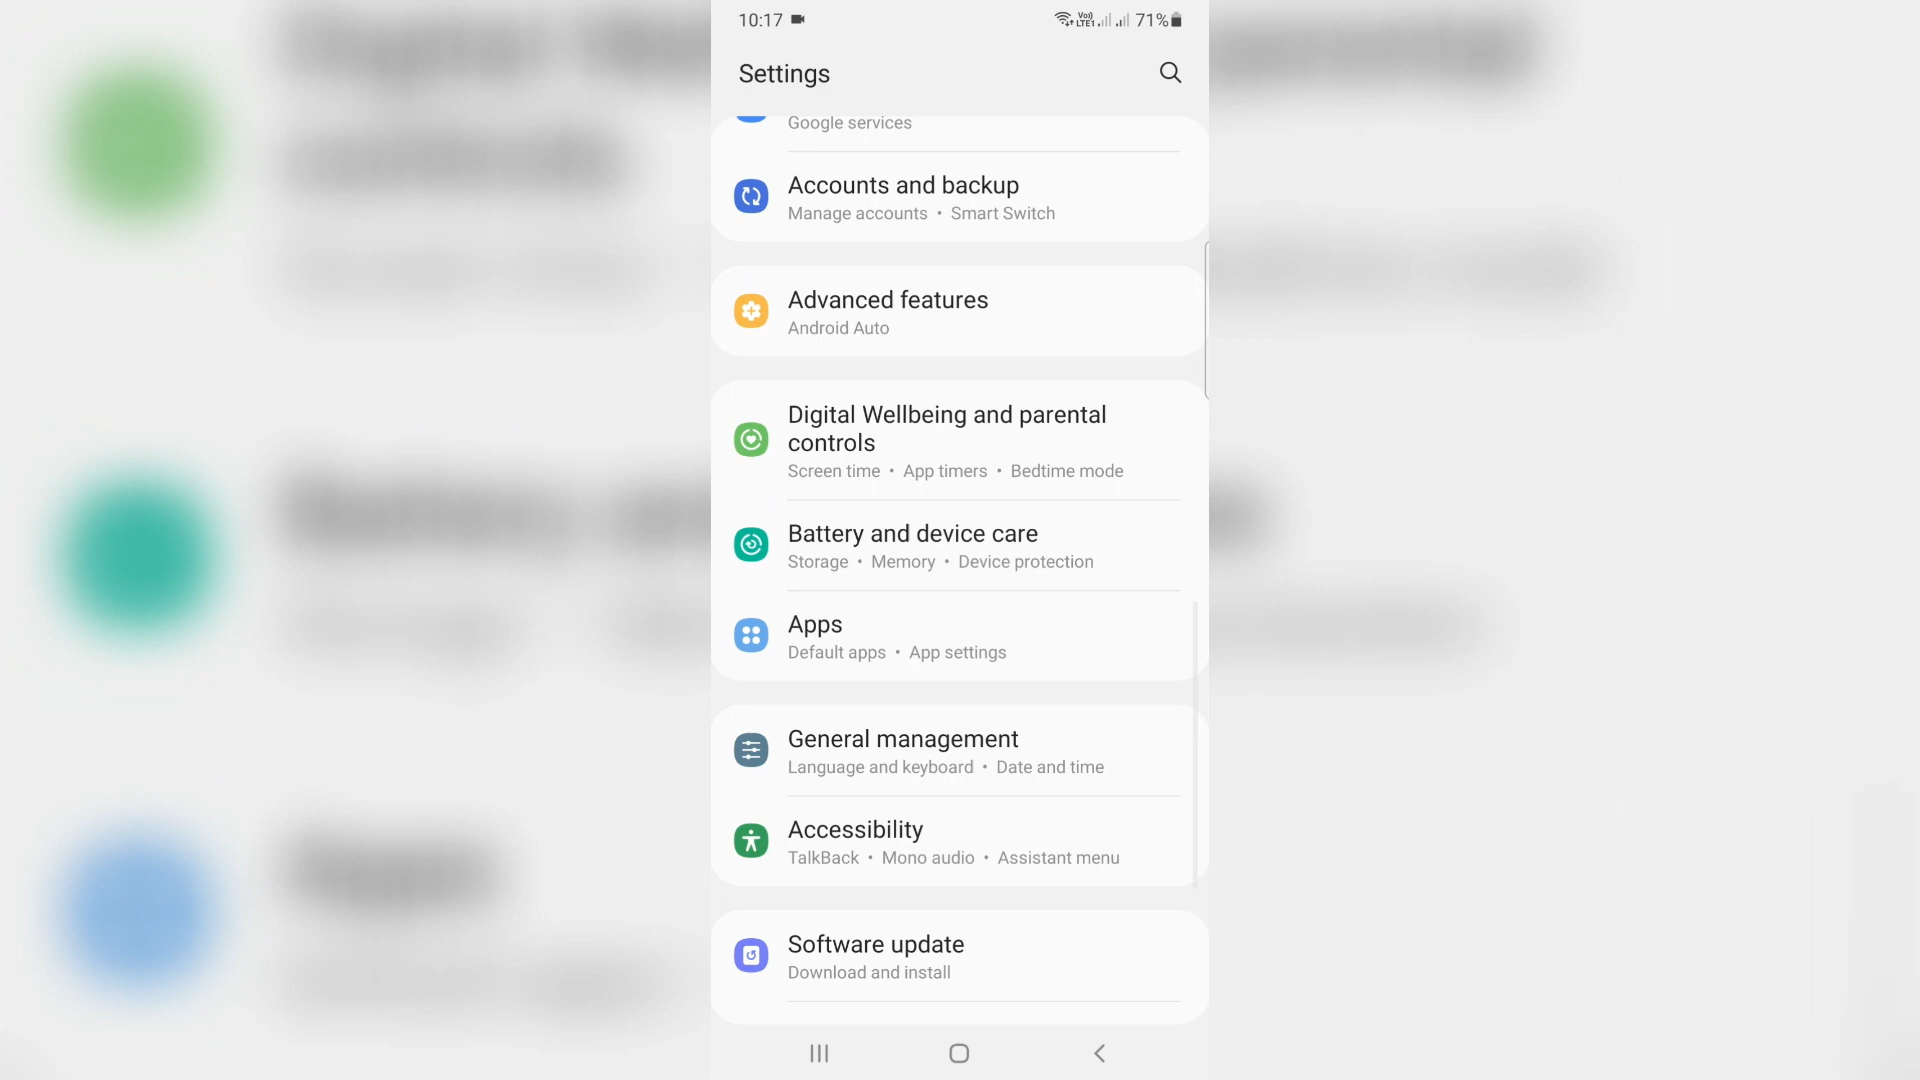 10:17
Vo)) LTE1 71%
Settings
Google services
Accounts and backup
Manage accounts • Smart Switch
Advanced features
Android Auto
Digital Wellbeing and parental
controls
Screen time • App timers • Bedtime mode
Battery and device care
Storage • Memory • Device protection
Apps
Default apps • App settings
General management
Language and keyboard • Date and time
Accessibility
TalkBack • Mono audio • Assistant menu
Software update
Download and install